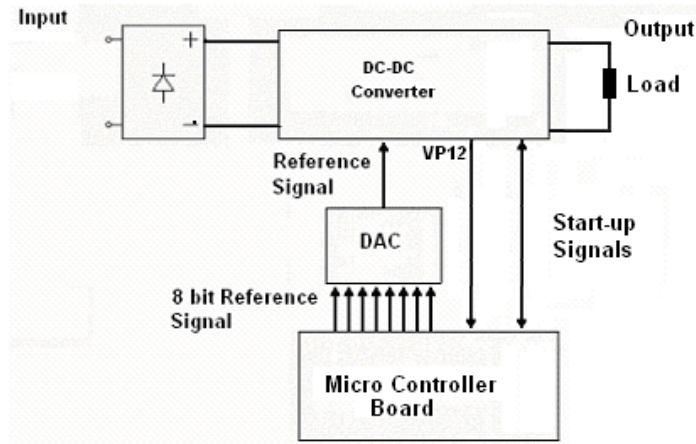 Input
Output
DC-DC
Converter
Load
+
-
Reference
Signal
VP12
DAC
Start-up
Signals
8 bit Reference
Signal
Micro Controller
Board